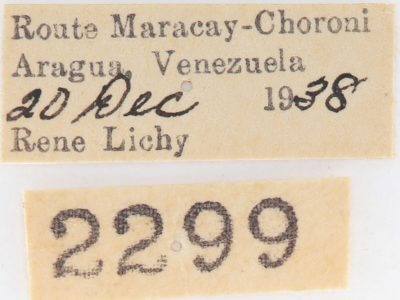 Route Maracay-Choroni
Aragua, Venezuela
20 Dec 1938
Rene Lichy
2299